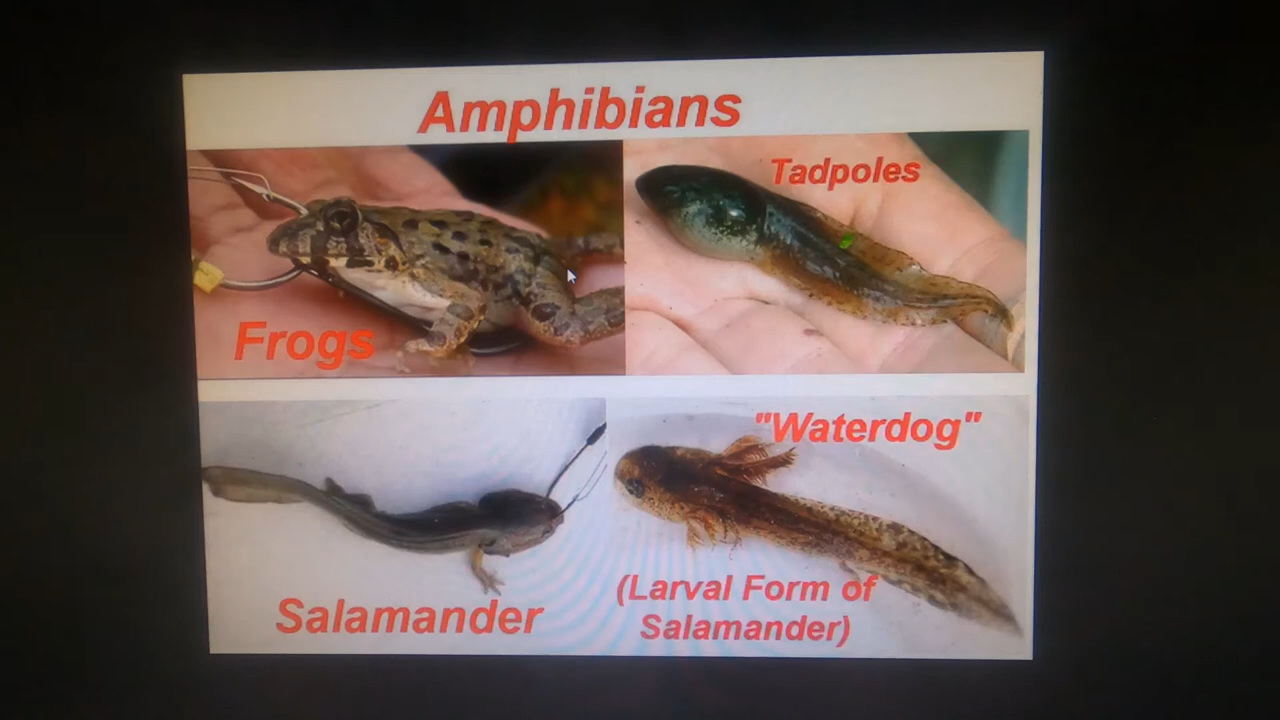 Amphibians
Tadpoles
Frogs
"Waterdog"
Salamander
(Larval Form of
Salamander)